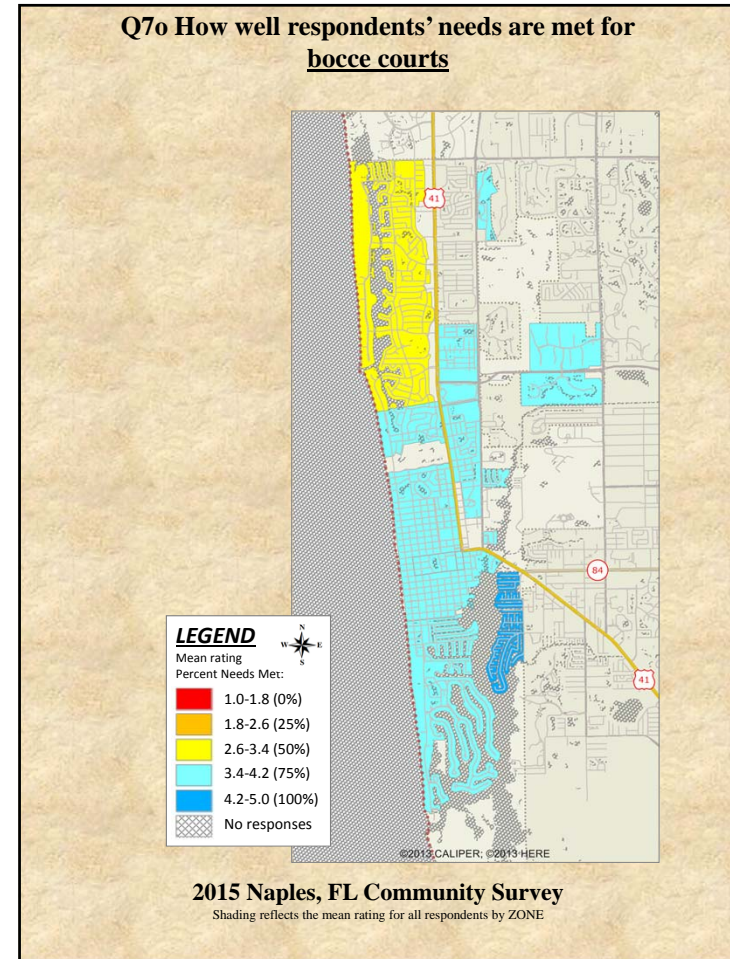 Q7o How well respondents’ needs are met for
bocce courts
41
84
41
LEGEND
N
W E
S
Mean rating
Percent Needs Met:
1.0-1.8 (0%)
1.8-2.6 (25%)
2.6-3.4 (50%)
3.4-4.2 (75%)
4.2-5.0 (100%)
No responses
©2013 CALIPER; ©2013 HERE
2015 Naples, FL Community Survey
Shading reflects the mean rating for all respondents by ZONE